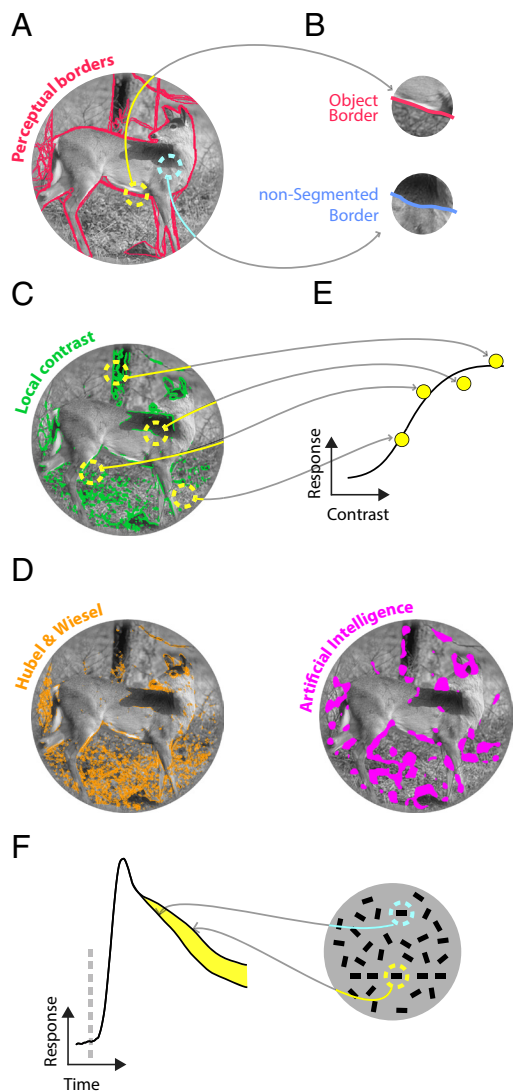 A
B
Perceptual borders
Object
Border
non-Segmented
Border
C
E
Local contrast
Response
Contrast
D
Hubel & Wiesel
Artificial Intelligence
F
Response
Time